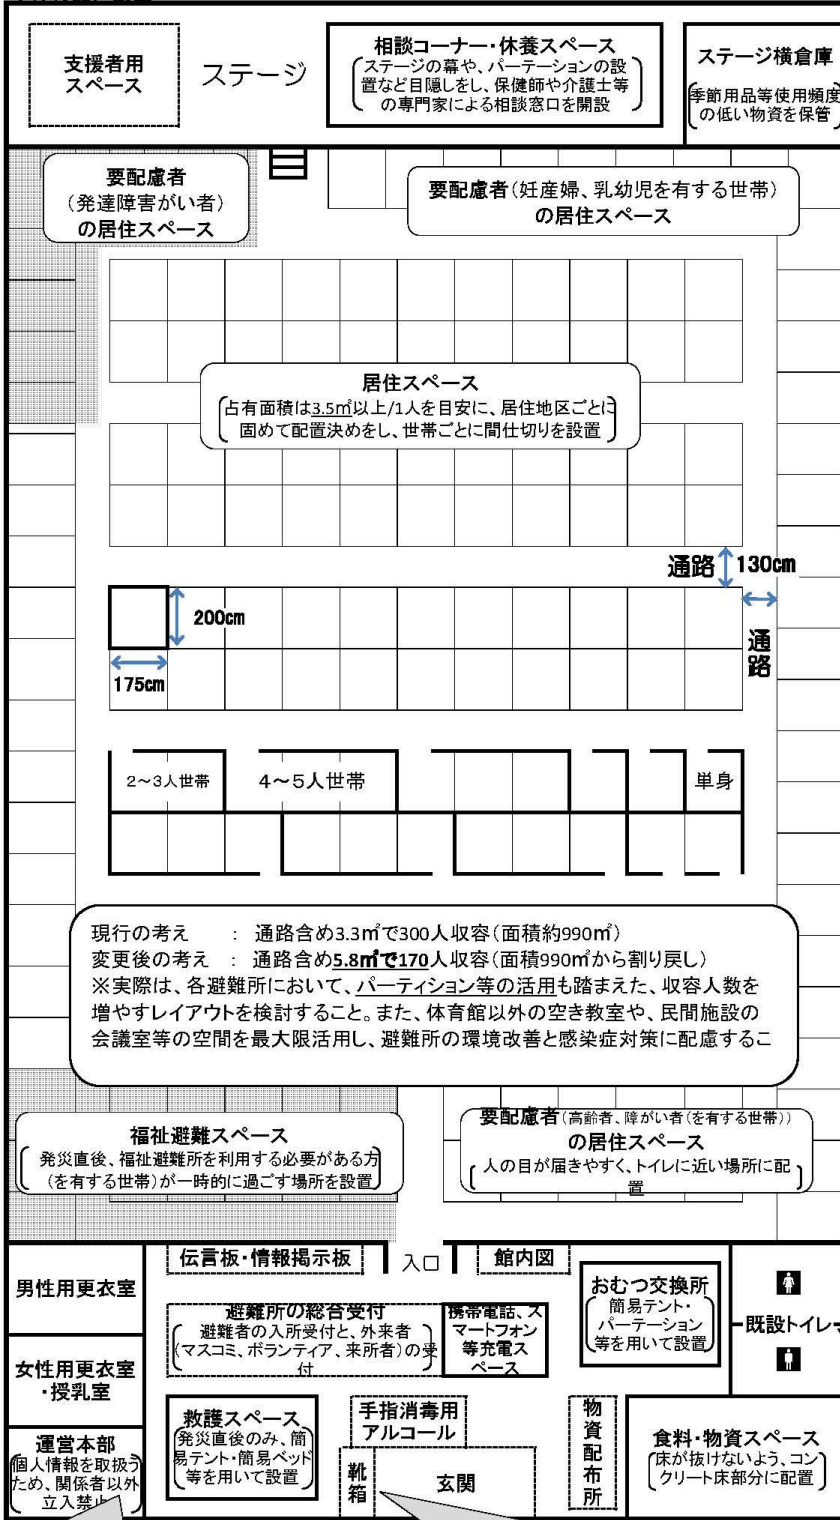 支援者用
スペース
ステージ
相談コーナー・休養スペース
ステージの幕や、パーテーションの設
置など目隠しをし、保健師や介護士等
の専門家による相談窓口を開設
ステージ横倉庫
季節用品等使用頻度
の低い物資を保管
要配慮者
（発達障害がい者）
の居住スペース
要配慮者（妊産婦、乳幼児を有する世帯）
の居住スペース
居住スペース
占有面積は3.5㎡以上/1人を目安に、居住地区ごとに
固めて配置決めをし、世帯ごとに間仕切りを設置
通路
130cm
200cm
175cm
通路
2～3人世帯
4～5人世帯
単身
現行の考え　：　通路含め3.3㎡で300人収容（面積約990㎡）
変更後の考え　：　通路含め5.8㎡で170人収容（面積990㎡から割り戻し）
※実際は、各避難所において、パーティション等の活用も踏まえた、収容人数を
増やすレイアウトを検討すること。また、体育館以外の空き教室や、民間施設の
会議室等の空間を最大限活用し、避難所の環境改善と感染症対策に配慮するこ
福祉避難スペース
発災直後、福祉避難所を利用する必要がある方
（を有する世帯）が一時的に過ごす場所を設置
要配慮者（高齢者、障がい者（を有する世帯））
の居住スペース
人の目が届きやすく、トイレに近い場所に配
置
男性用更衣室
伝言板・情報掲示板
入口
館内図
おむつ交換所
簡易テント・
パーテーション
等を用いて設置
既設トイレ
避難所の総合受付
避難者の入所受付と、外来者
（マスコミ、ボランティア、来所者）の受
付
携帯電話、ス
マートフォン
等充電ス
ペース
女性用更衣室
・授乳室
救護スペース
発災直後のみ、簡
易テント・簡易ベッド
等を用いて設置
手指消毒用
アルコール
靴箱
玄関
物資配布所
食料・物資スペース
床が抜けないよう、コン
クリート床部分に配置
運営本部
個人情報を取扱う
ため、関係者以外
立入禁止